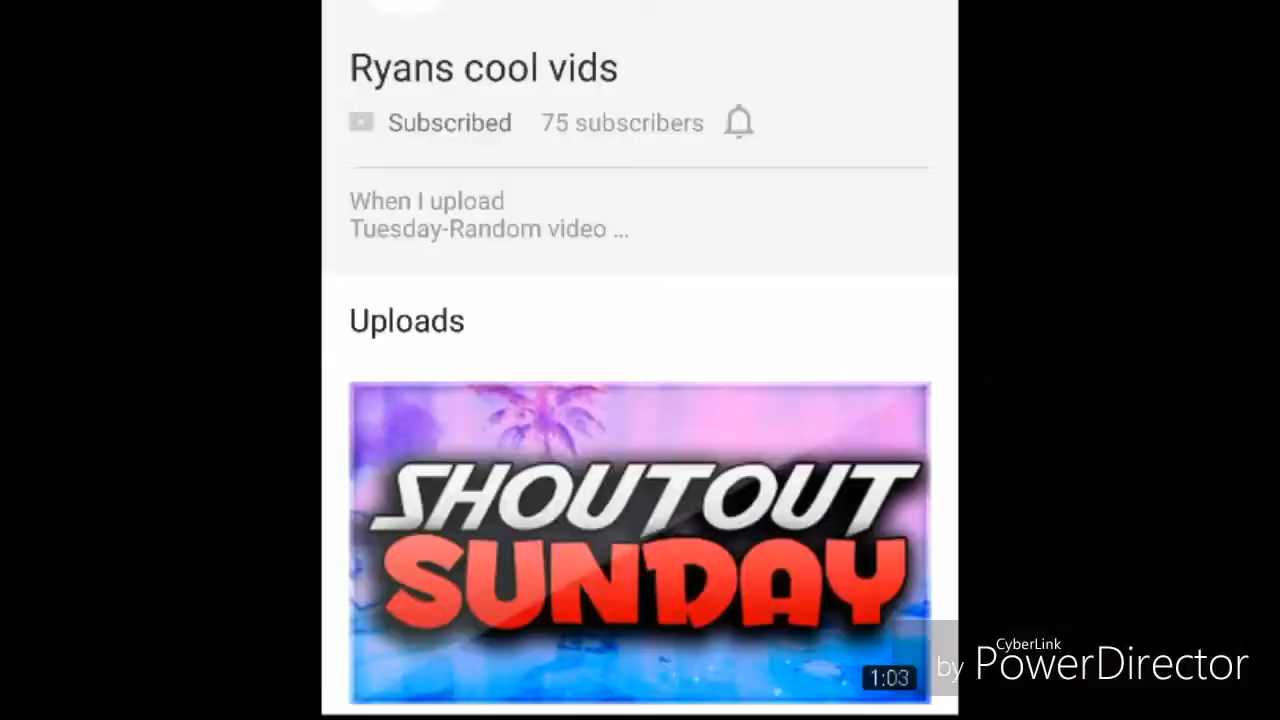 Ryans cool vids
Subscribed 75 subscribers
When I upload
Tuesday-Random video ...
Uploads
SHOUTOUT
SUNDAY
1:03
CyberLink
by PowerDirector